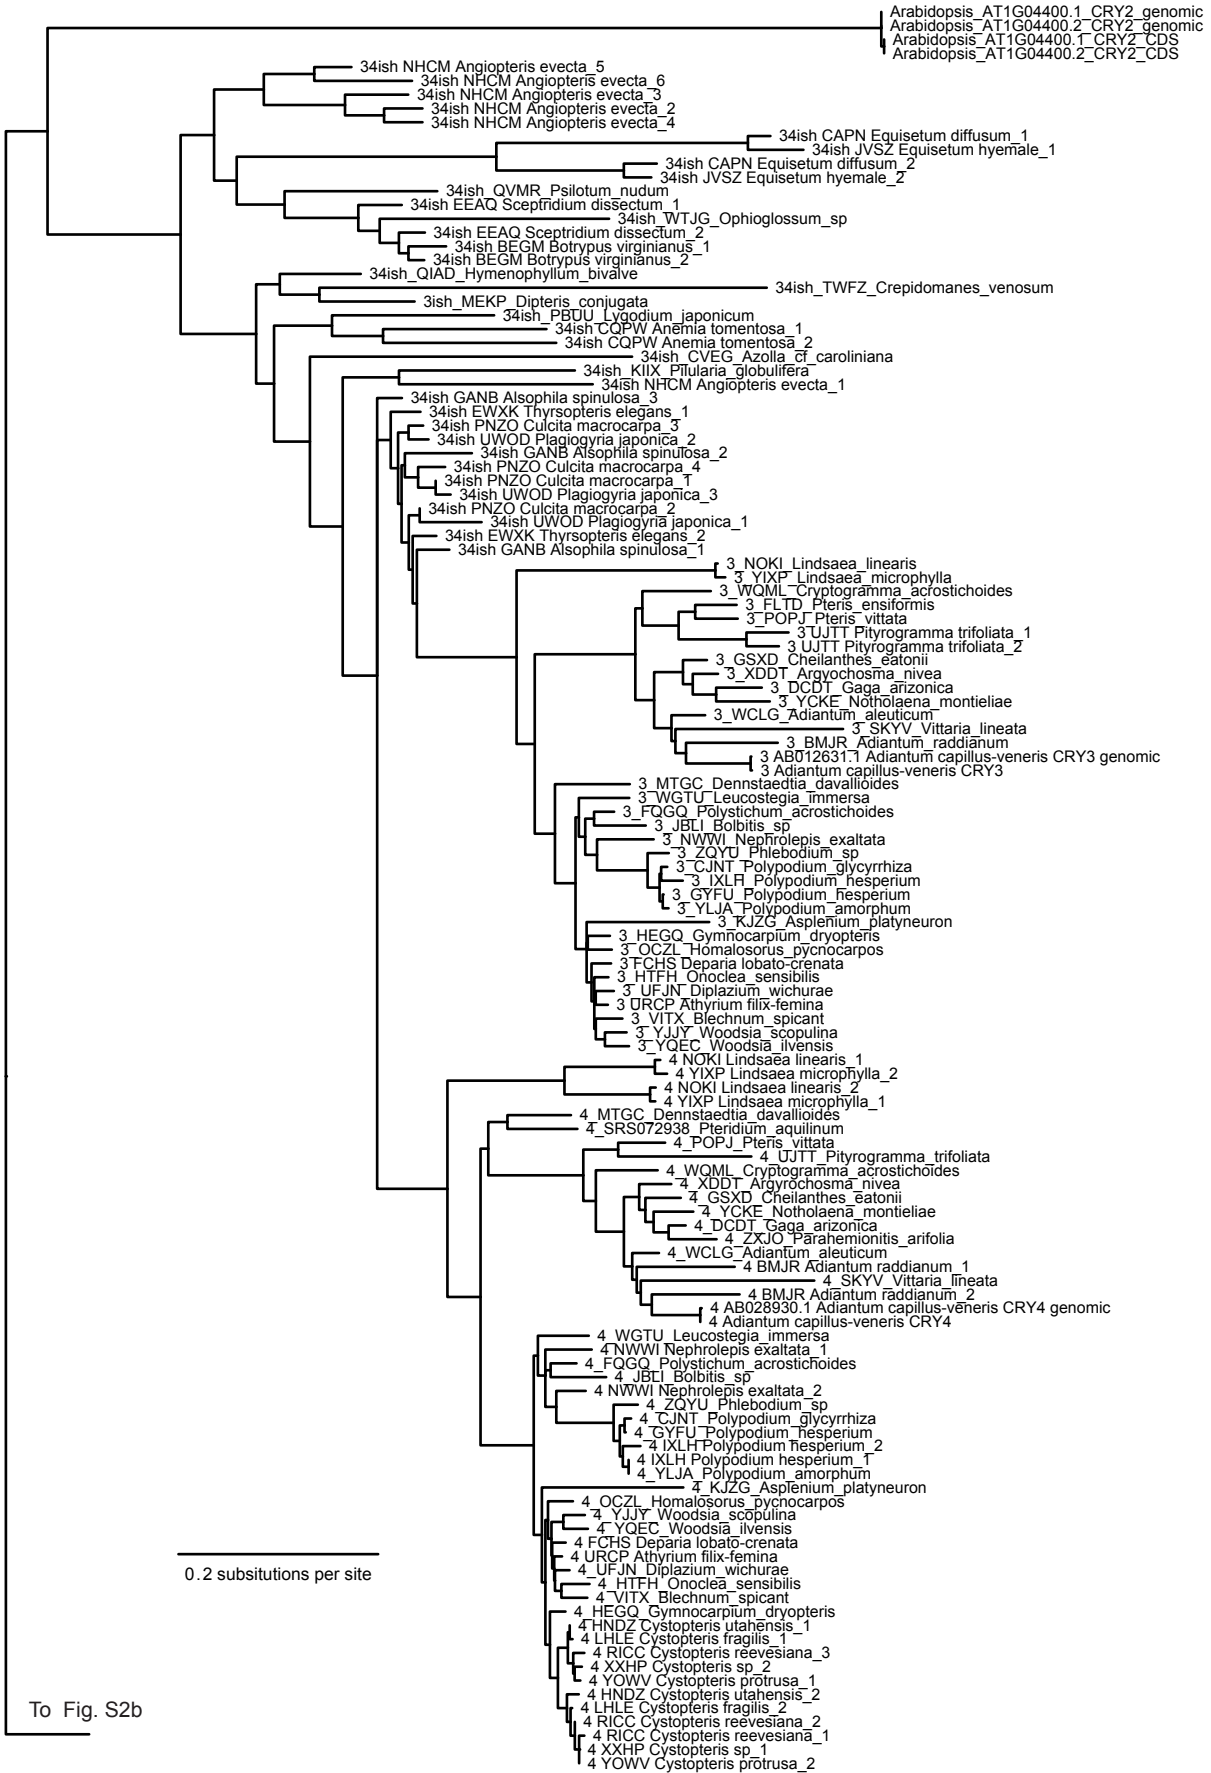 Arabidopsis_AT1G04400.1_CRY2_genomic
Arabidopsis_AT1G04400.2_CRY2_genomic
Arabidopsis_AT1G04400.1_CRY2_CDS
Arabidopsis_AT1G04400.2_CRY2_CDS
34ish NHCM Angiopteris evecta_5
34ish NHCM Angiopteris evecta_6
34ish NHCM Angiopteris evecta_3
34ish NHCM Angiopteris evecta_2
34ish NHCM Angiopteris evecta_4
34ish CAPN Equisetum diffusum_1
34ish JVSZ Equisetum hyemale_1
34ish CAPN Equisetum diffusum_2
34ish JVSZ Equisetum hyemale_2
34ish_QVMR_Psilotum_nudum
34ish EEAQ Sceptridium dissectum_1
34ish_WTJG_Ophioglossum_sp
34ish EEAQ Sceptridium dissectum_2
34ish BEGM Botrypus virginianus_1
34ish BEGM Botrypus virginianus_2
34ish_QIAD_Hymenophyllum_bivalve
34ish_TWFZ_Crepidomanes_venosum
3ish_MEKP_Dipteris_conjugata
34ish_PBUU_Lygodium_japonicum
34ish CQPW Anemia tomentosa_1
34ish CQPW Anemia tomentosa_2
34ish_CVEG_Azolla_cf_caroliniana
34ish_KIIX_Pilularia_globulifera
34ish NHCM Angiopteris evecta_1
34ish GANB Alsophila spinulosa_3
34ish EWXK Thyrsopteris elegans_1
34ish PNZO Culcita macrocarpa_3
34ish UWOD Plagiogyria japonica_2
34ish GANB Alsophila spinulosa_2
34ish PNZO Culcita macrocarpa_4
34ish PNZO Culcita macrocarpa_1
34ish UWOD Plagiogyria japonica_3
34ish PNZO Culcita macrocarpa_2
34ish UWOD Plagiogyria japonica_1
34ish EWXK Thyrsopteris elegans_2
34ish GANB Alsophila spinulosa_1
3_NOKI_Lindsaea_linearis
3_YIXP_Lindsaea_microphylla
3_WQML_Cryptogramma_acrostichoides
3_FLTD_Pteris_ensiformis
3_POPJ_Pteris_vittata
3 UJTT Pityrogramma trifoliata_1
3 UJTT Pityrogramma trifoliata_2
3_GSXD_Cheilanthes_eatonii
3_XDDT_Argyochosma_nivea
3_DCDT_Gaga_arizonica
3_YCKE_Notholaena_montieliae
3_WCLG_Adiantum_aleuticum
3_SKYV_Vittaria_lineata
3_BMJR_Adiantum_raddianum
3 AB012631.1 Adiantum capillus-veneris CRY3 genomic
3 Adiantum capillus-veneris CRY3
3_MTGC_Dennstaedtia_davallioides
3_WGTU_Leucostegia_immersa
3_FQGQ_Polystichum_acrostichoides
3_JBLI_Bolbitis_sp
3_NWWI_Nephrolepis_exaltata
3_ZQYU_Phlebodium_sp
3_CJNT_Polypodium_glycyrrhiza
3_IXLH_Polypodium_hesperium
3_GYFU_Polypodium_hesperium
3_YLJA_Polypodium_amorphum
3_KJZG_Asplenium_platyneuron
3_HEGQ_Gymnocarpium_dryopteris
3_OCZL_Homalosorus_pycnocarpos
3 FCHS Deparia lobato-crenata
3_HTFH_Onoclea_sensibilis
3_UFJN_Diplazium_wichurae
3 URCP Athyrium filix-femina
3_VITX_Blechnum_spicant
3_YJJY_Woodsia_scopulina
3_YQEC_Woodsia_ilvensis
4 NOKI Lindsaea linearis_1
4 YIXP Lindsaea microphylla_2
4 NOKI Lindsaea linearis_2
4 YIXP Lindsaea microphylla_1
4_MTGC_Dennstaedtia_davallioides
4_SRS072938_Pteridium_aquilinum
4_POPJ_Pteris_vittata
4_UJTT_Pityrogramma_trifoliata
4_WQML_Cryptogramma_acrostichoides
4_XDDT_Argyrochosma_nivea
4_GSXD_Cheilanthes_eatonii
4_YCKE_Notholaena_montieliae
4_DCDT_Gaga_arizonica
4_ZXJO_Parahemionitis_arifolia
4_WCLG_Adiantum_aleuticum
4 BMJR Adiantum raddianum_1
4_SKYV_Vittaria_lineata
4 BMJR Adiantum raddianum_2
4 AB028930.1 Adiantum capillus-veneris CRY4 genomic
4 Adiantum capillus-veneris CRY4
4_WGTU_Leucostegia_immersa
4 NWWI Nephrolepis exaltata_1
4_FQGQ_Polystichum_acrostichoides
4_JBLI_Bolbitis_sp
4 NWWI Nephrolepis exaltata_2
4_ZQYU_Phlebodium_sp
4_CJNT_Polypodium_glycyrrhiza
4_GYFU_Polypodium_hesperium
4 IXLH Polypodium hesperium_2
4 IXLH Polypodium hesperium_1
4_YLJA_Polypodium_amorphum
4_KJZG_Asplenium_platyneuron
4_OCZL_Homalosorus_pycnocarpos
4_YJJY_Woodsia_scopulina
4_YQEC_Woodsia_ilvensis
4 FCHS Deparia lobato-crenata
4 URCP Athyrium filix-femina
4_UFJN_Diplazium_wichurae
4_HTFH_Onoclea_sensibilis
4_VITX_Blechnum_spicant
4_HEGQ_Gymnocarpium_dryopteris
4 HNDZ Cystopteris utahensis_1
4 LHLE Cystopteris fragilis_1
4 RICC Cystopteris reevesiana_3
4 XXHP Cystopteris sp_2
4 YOWV Cystopteris protrusa_1
4 HNDZ Cystopteris utahensis_2
4 LHLE Cystopteris fragilis_2
4 RICC Cystopteris reevesiana_2
4 RICC Cystopteris reevesiana_1
4 XXHP Cystopteris sp_1
4 YOWV Cystopteris protrusa_2
0.2 subsitutions per site
To Fig. S2b